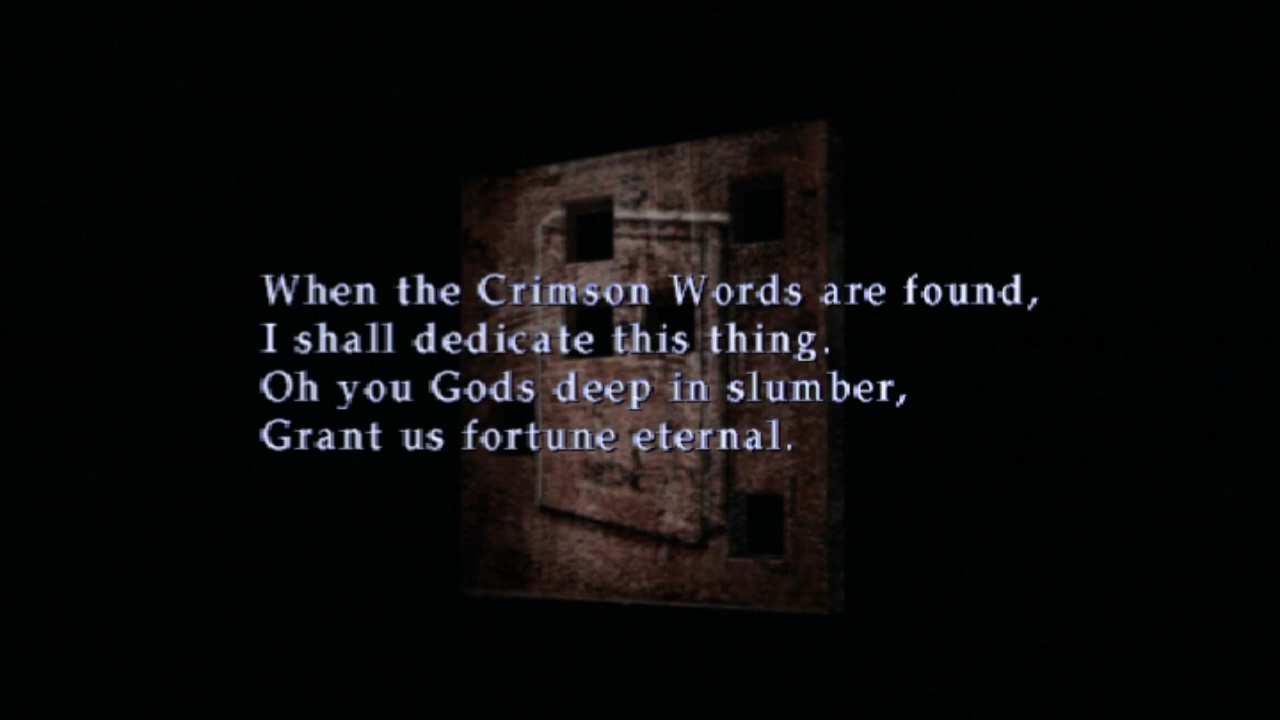 When the Crimson Words are found,
I shall dedicate this thing.
Oh you Gods deep in slumber,
Grant us fortune eternal.